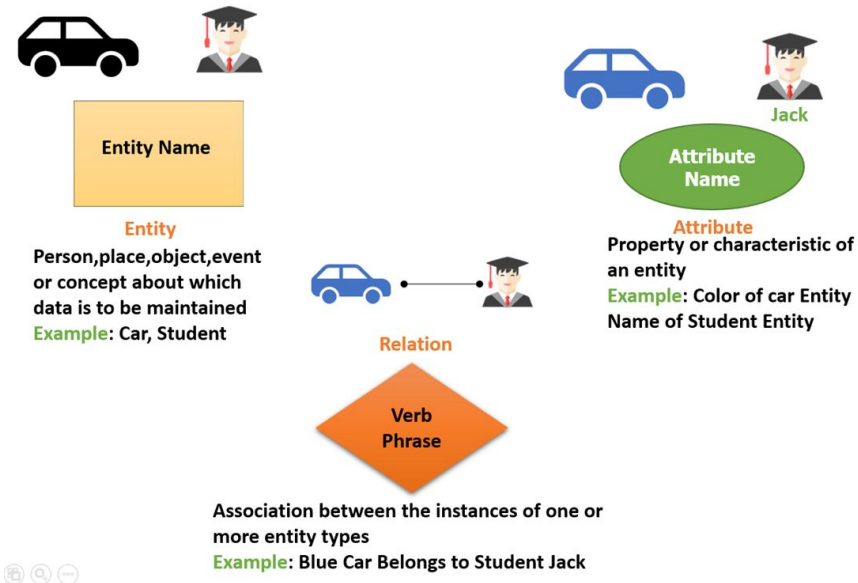 Entity Name
Entity
Person,place,object,event
or concept about which
data is to be maintained
Example: Car, Student
Jack
Attribute
Name
Attribute
Property or characteristic of
an entity
Example: Color of car Entity
Name of Student Entity
Relation
Verb
Phrase
Association between the instances of one or
more entity types
Example: Blue Car Belongs to Student Jack